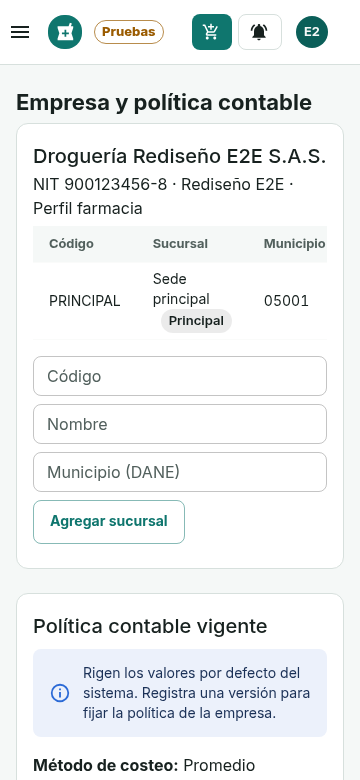 Pruebas
E2
Empresa y política contable
Droguería Rediseño E2E S.A.S.
NIT 900123456-8 · Rediseño E2E ·
Perfil farmacia
Código Sucursal Municipio
PRINCIPAL Sede principal 05001
Principal
Código
Nombre
Municipio (DANE)
Agregar sucursal
Política contable vigente
Rigen los valores por defecto del
sistema. Registra una versión para
fijar la política de la empresa.
Método de costeo: Promedio